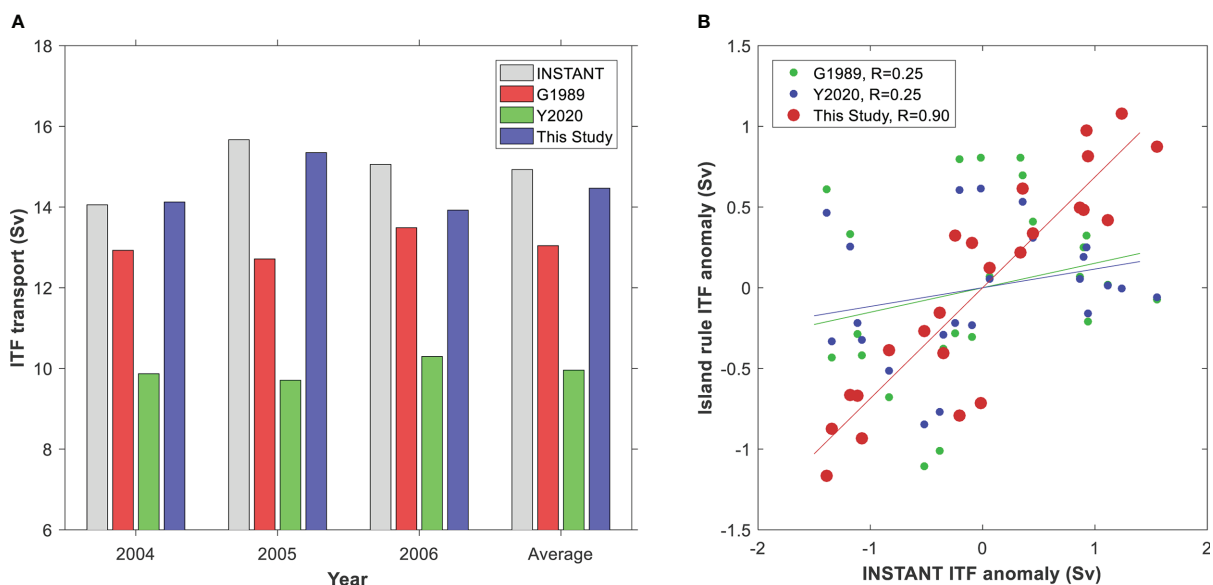 A
18
16
14
12
10
8
6
ITF transport (Sv)
INSTANT
G1989
Y2020
This Study
2004
2005
2006
Average
Year
B
1.5
1
0.5
0
-0.5
-1
-1.5
Island rule ITF anomaly (Sv)
G1989, R=0.25
Y2020, R=0.25
This Study, R=0.90
-2
-1
0
1
2
INSTANT ITF anomaly (Sv)